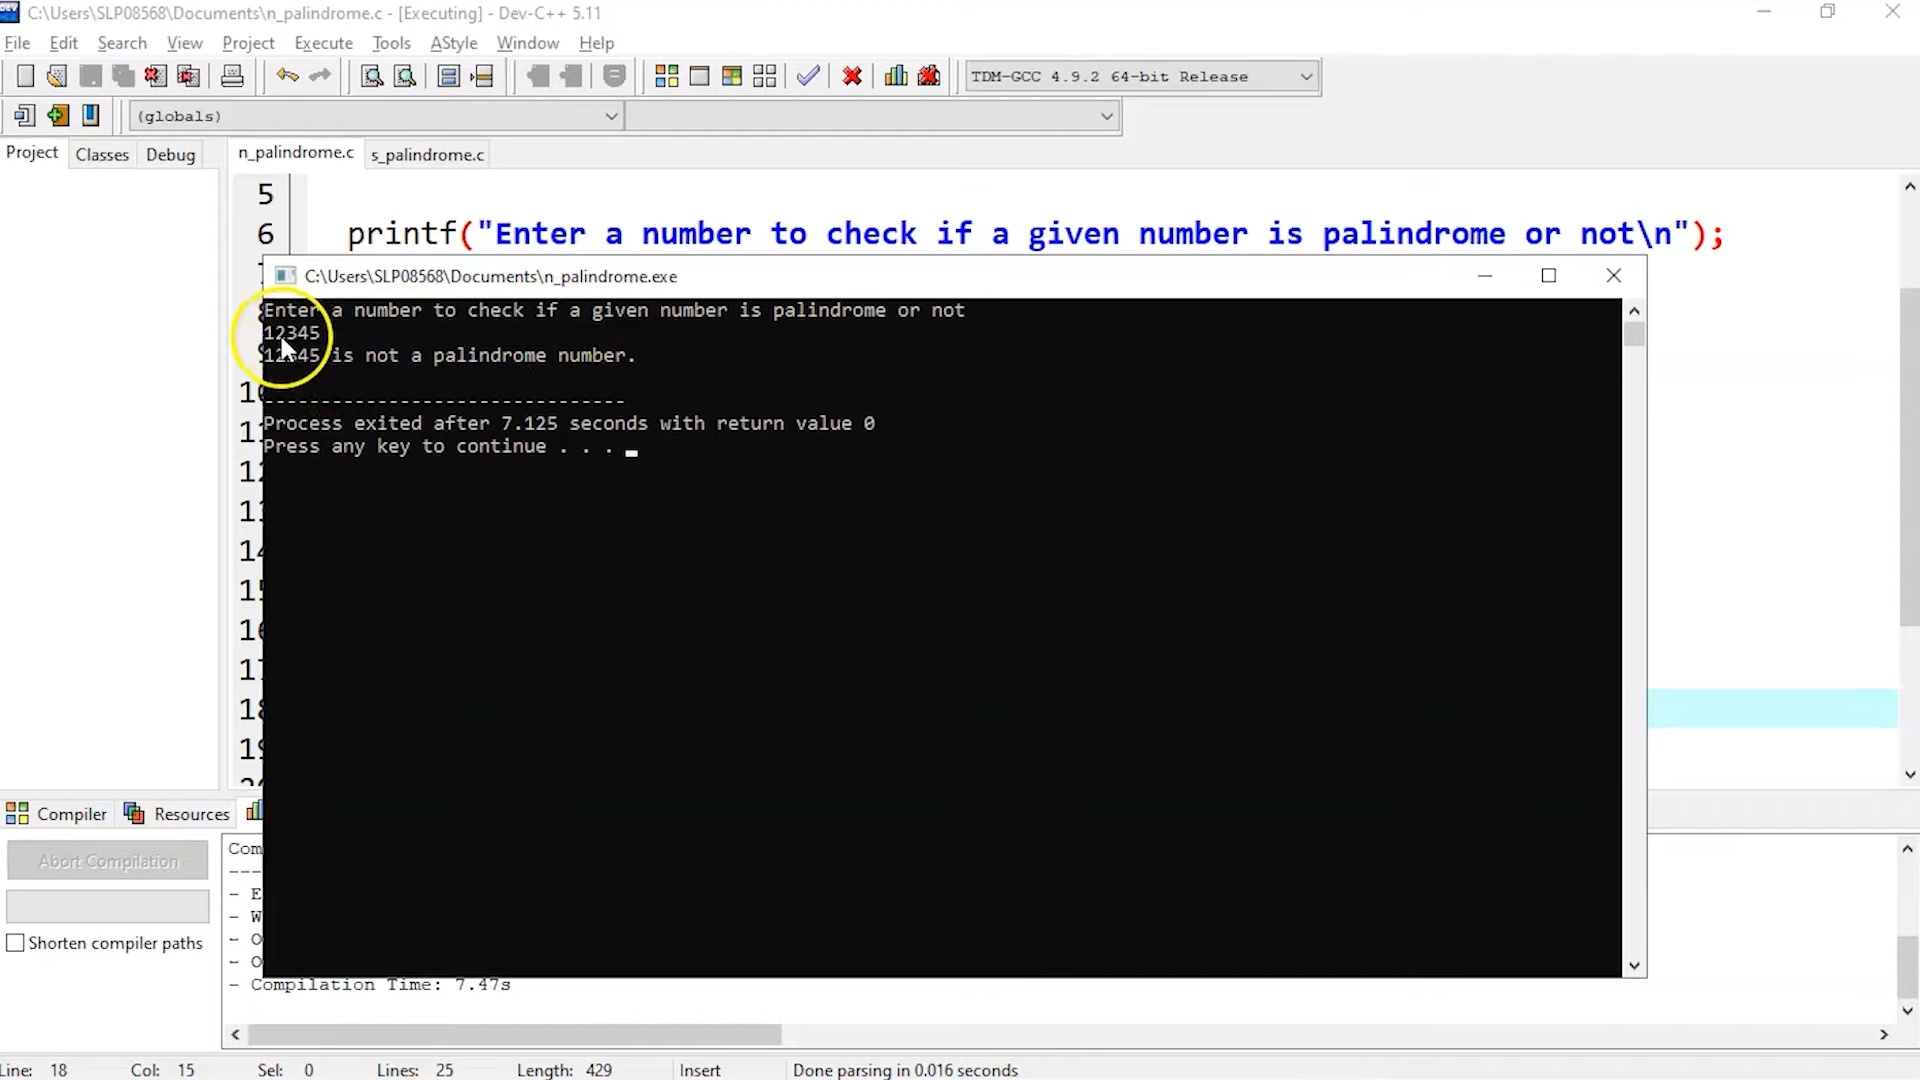 C:\Users\SLP08568\Documents\n_palindrome.c - [Executing] - Dev-C++ 5.11
File Edit Search View Project Execute Tools AStyle Window Help
TDM-GCC 4.9.2 64-bit Release
(globals)
Project Classes Debug n_palindrome.c s_palindrome.c
5
6 printf("Enter a number to check if a given number is palindrome or not\n");
C:\Users\SLP08568\Documents\n_palindrome.exe
Enter a number to check if a given number is palindrome or not
12345
12345 is not a palindrome number.
--------------------------------
Process exited after 7.125 seconds with return value 0
Press any key to continue . . .
10
11
12
13
14
15
16
17
18
19
Compiler Resources
Abort Compilation
Shorten compiler paths
- Compilation Time: 7.47s
Line: 18 Col: 15 Sel: 0 Lines: 25 Length: 429 Insert Done parsing in 0.016 seconds